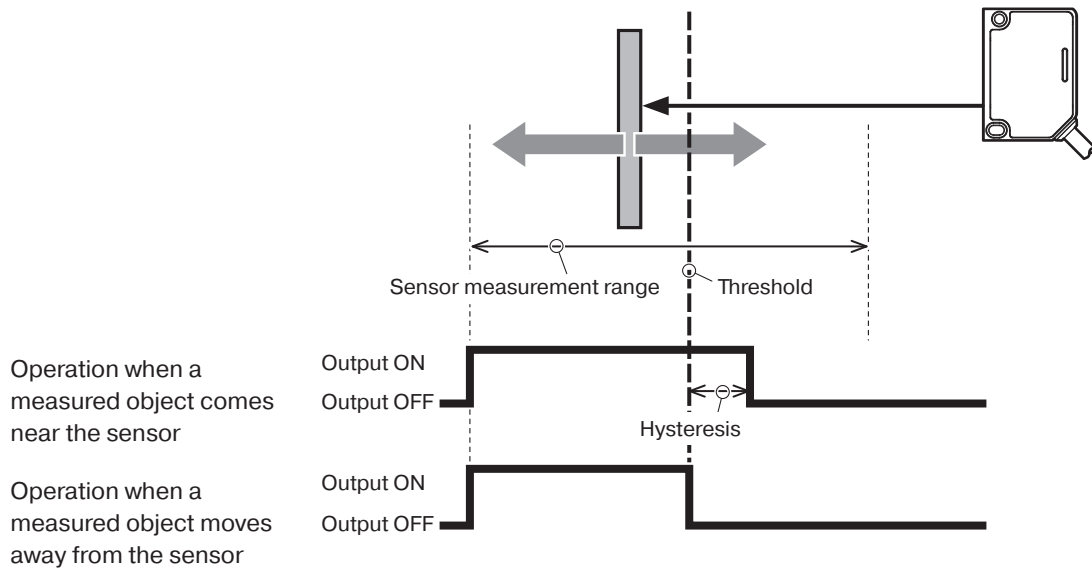 Sensor measurement range
Threshold
Operation when a
measured object comes
near the sensor
Output ON
Output OFF
Hysteresis
Operation when a
measured object moves
away from the sensor
Output ON
Output OFF